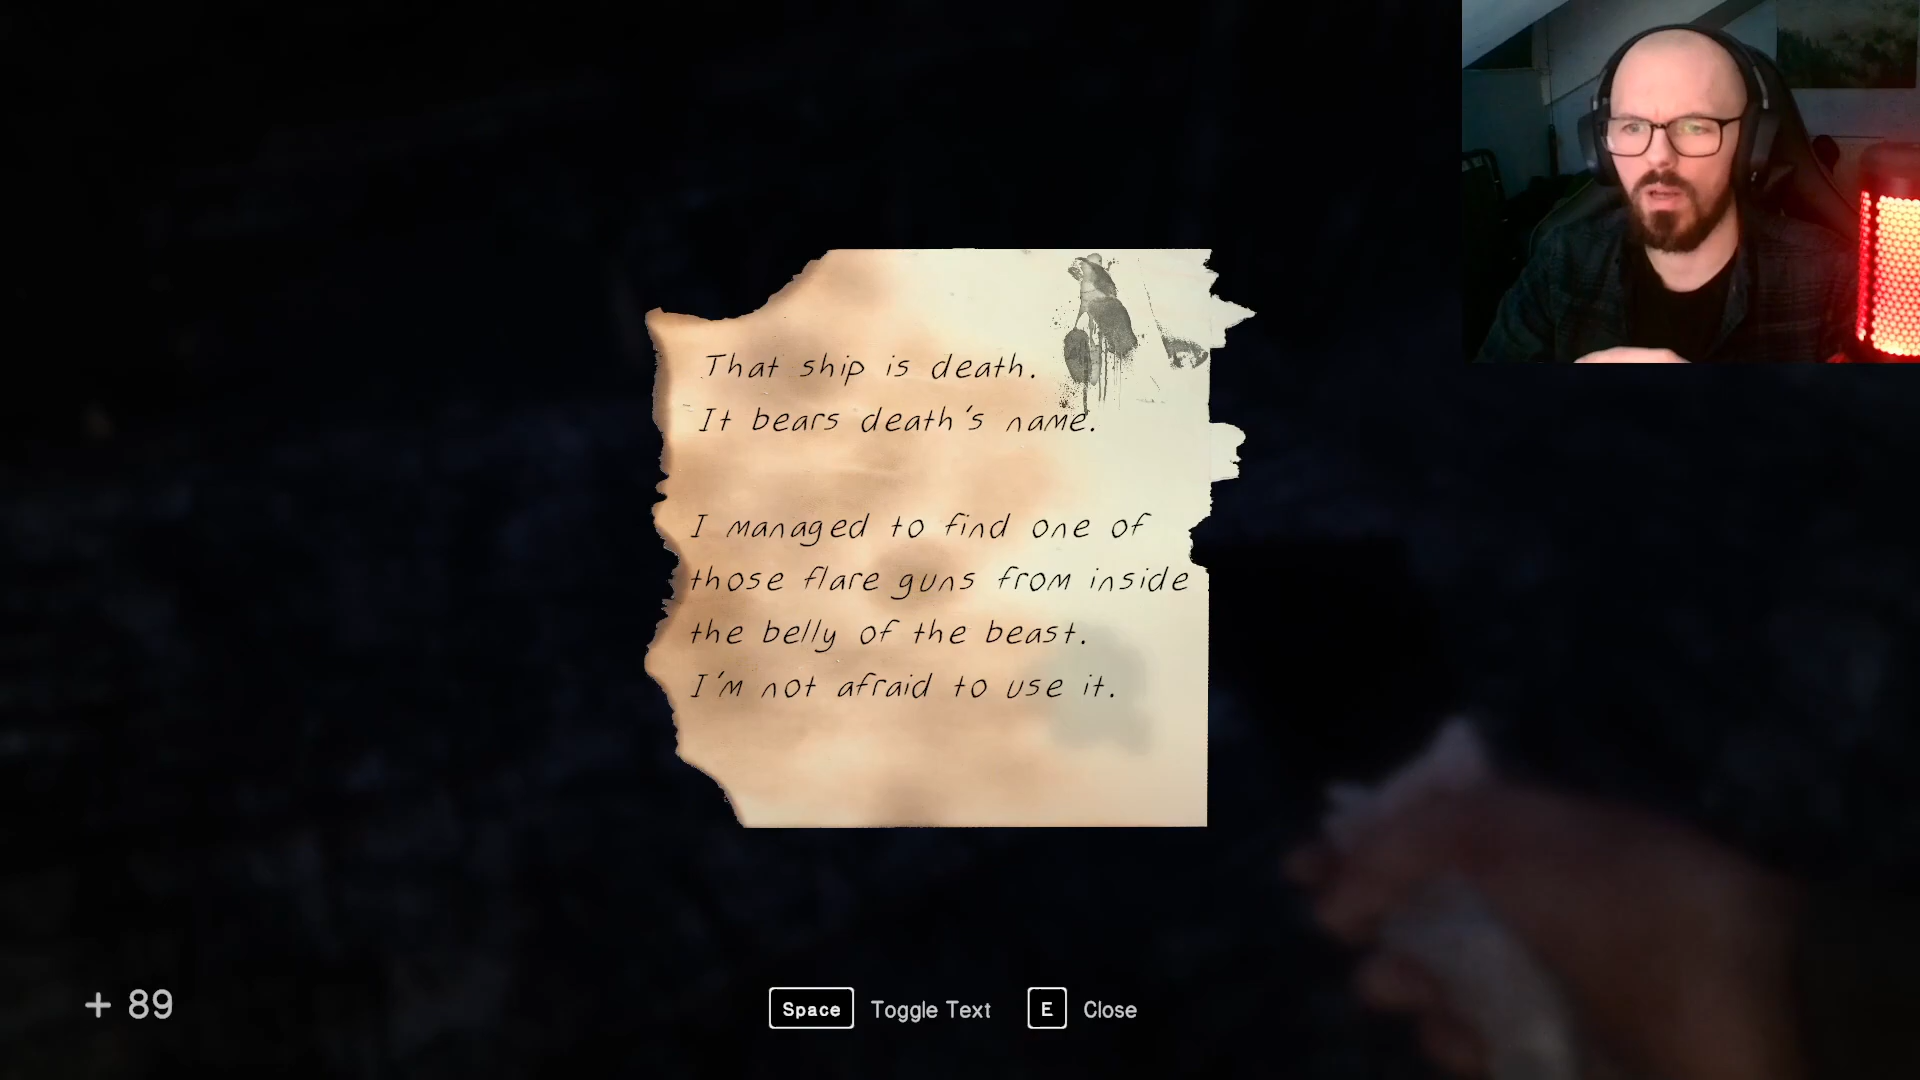 That ship is death.
It bears death's name.
I managed to find one of
those flare guns from inside
the belly of the beast.
I'm not afraid to use it.
+ 89
Space Toggle Text E Close